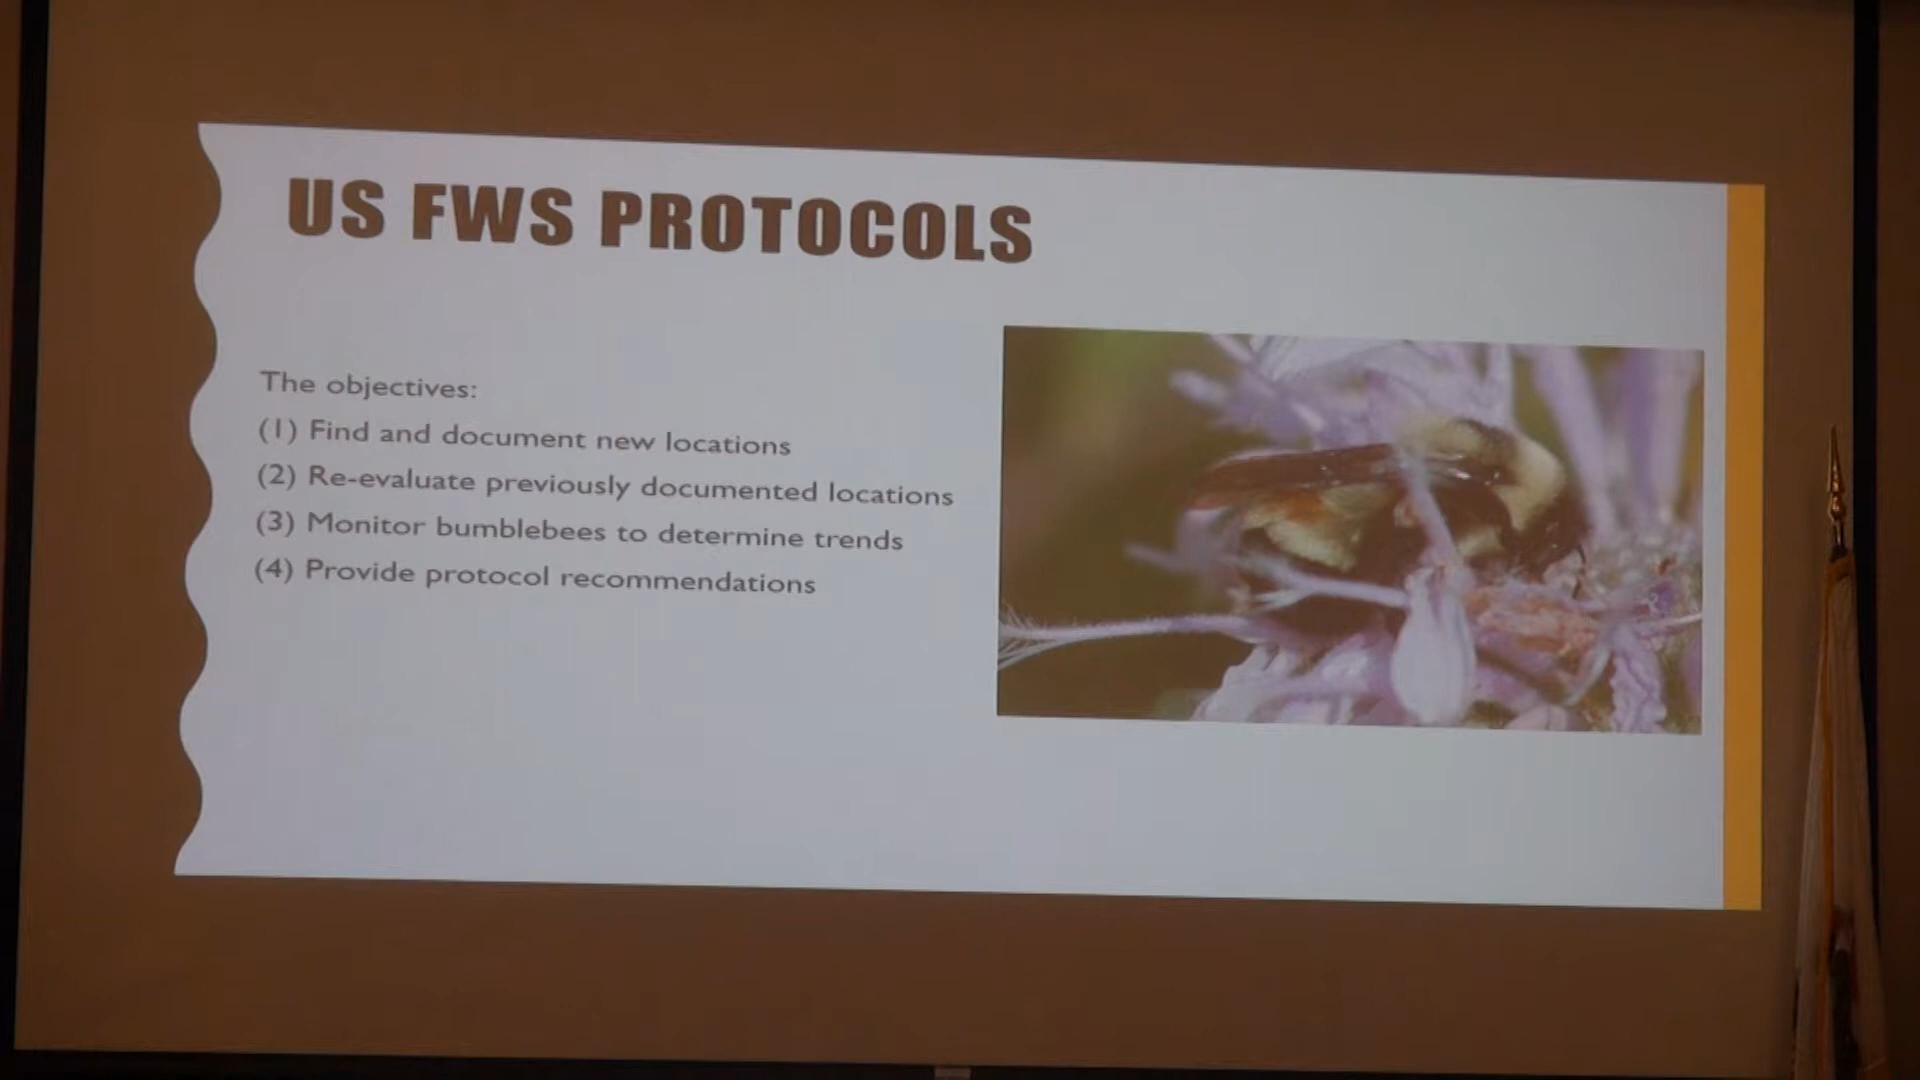 US FWS PROTOCOLS
The objectives:
(1) Find and document new locations
(2) Re-evaluate previously documented locations
(3) Monitor bumblebees to determine trends
(4) Provide protocol recommendations